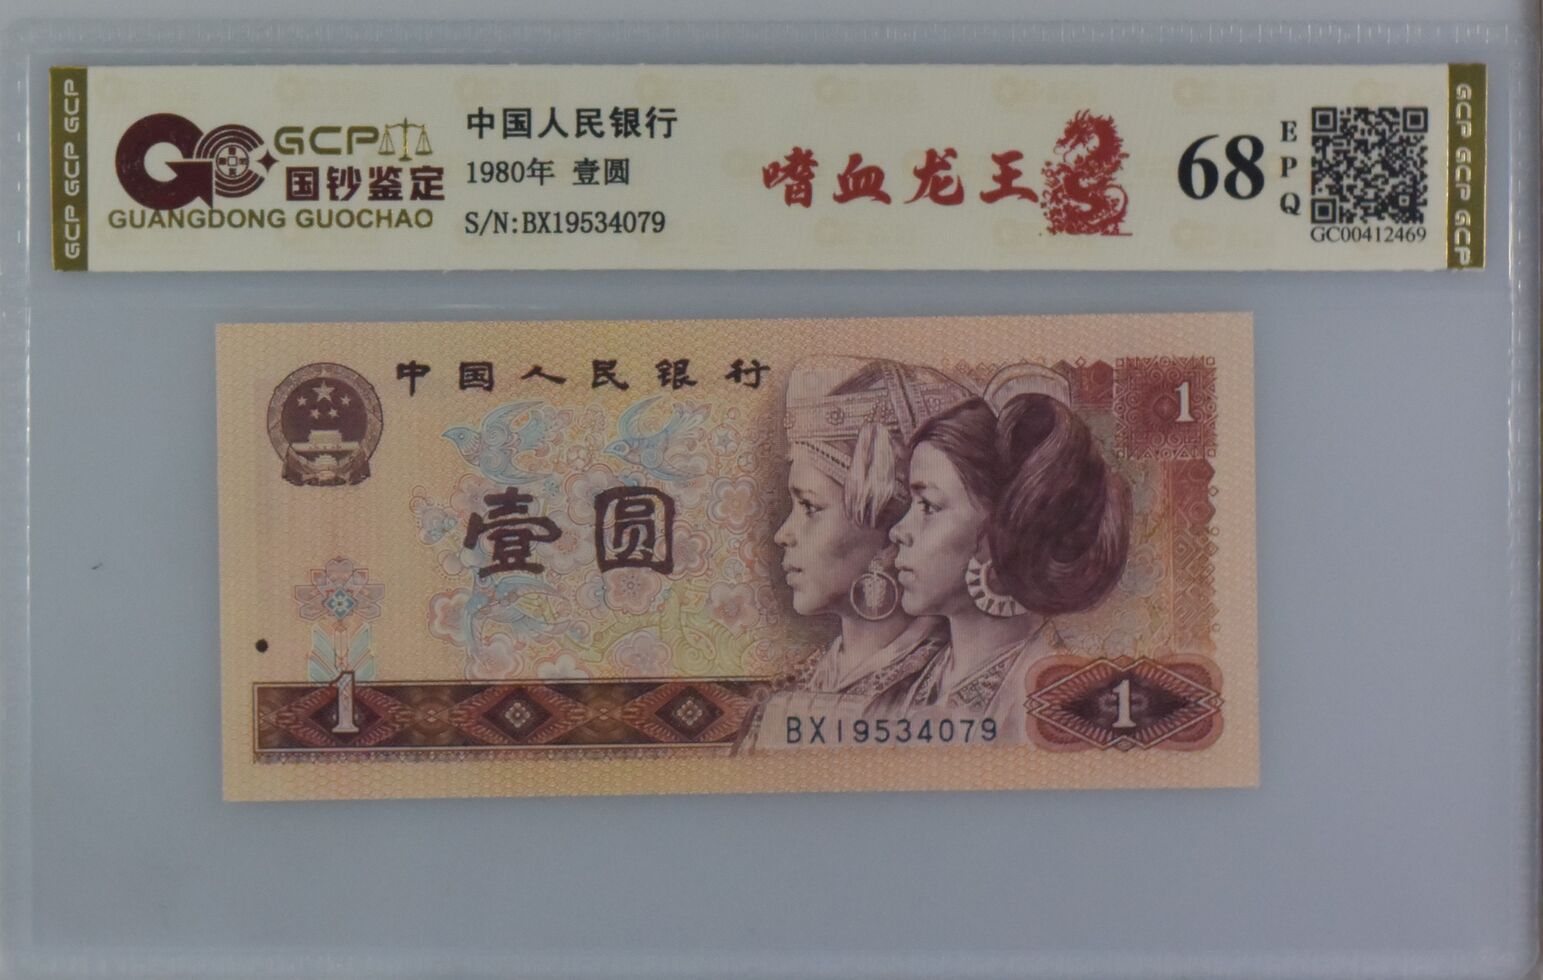 GCP GCP GCP
GCP
国钞鉴定
GUANGDONG GUOCHAO
中国人民银行
1980年 壹圆
S/N:BX19534079
嗜血龙王
68
EPQ
GC00412469
GCP GCP GCP
中国人民银行
1
壹圆
1
BX19534079
1